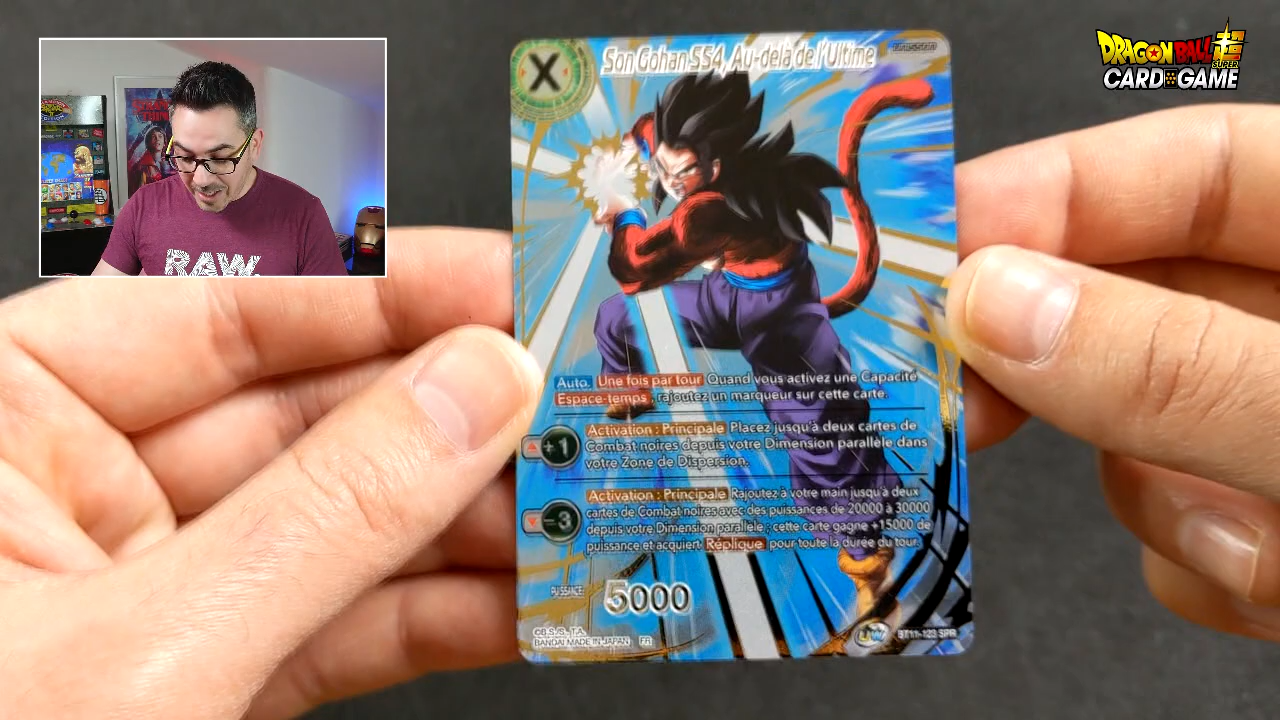 DRAGON BALL
SUPER
CARD GAME
RAW.
X
Son Gohan SS4, Au-delà de l'Ultime
Auto. Une fois par tour Quand vous activez une Capacité
Espace-temps , rajoutez un marqueur sur cette carte.
+1
Activation : Principale Placez jusqu'à deux cartes de
Combat noires depuis votre Dimension parallèle dans
votre Zone de Dispersion.
-3
Activation : Principale Rajoutez à votre main jusqu'à deux
cartes de Combat noires avec des puissances de 20000 à 30000
depuis votre Dimension parallèle ; cette carte gagne +15000 de
puissance et acquiert Réplique pour toute la durée du tour.
PUISSANCE
5000
©B.S./S., T.A.
BANDAI MADE IN JAPAN FR
UW
BT11-123 SPR